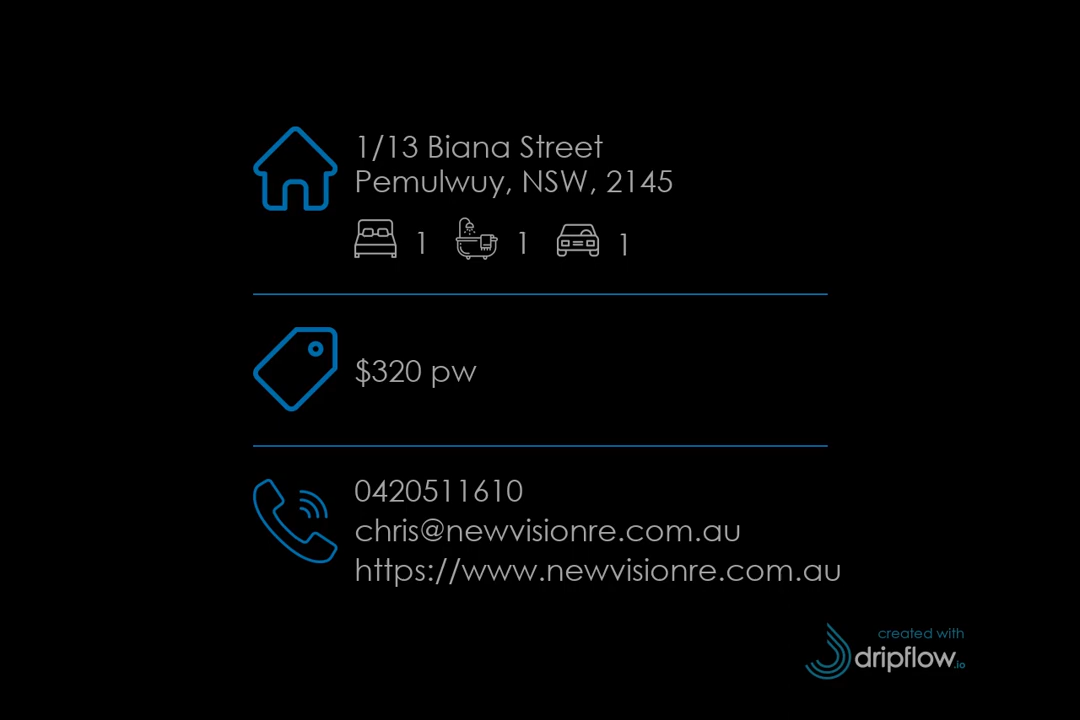 1/13 Biana Street
Pemulwuy, NSW, 2145
1 1 1
$320 pw
0420511610
chris@newvisionre.com.au
https://www.newvisionre.com.au
created with
dripflow.io